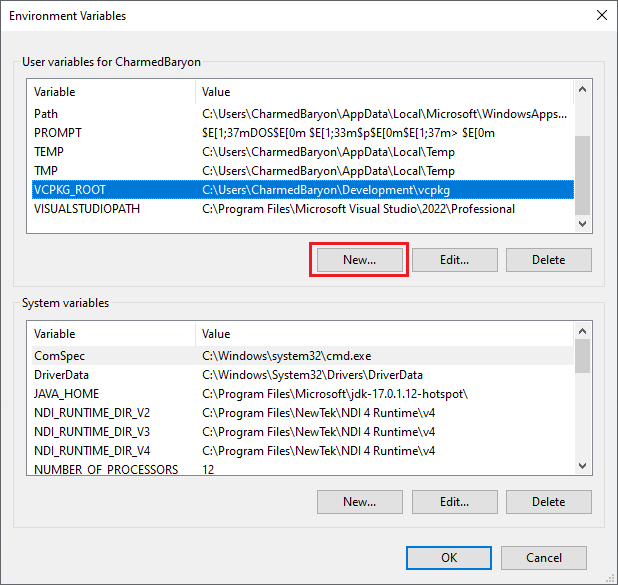 Environment Variables
User variables for CharmedBaryon
Variable Value
Path C:\Users\CharmedBaryon\AppData\Local\Microsoft\WindowsApps...
PROMPT $E[1;37mDOS$E[0m $E[1;33m$p$E[0m$E[1;37m> $E[0m
TEMP C:\Users\CharmedBaryon\AppData\Local\Temp
TMP C:\Users\CharmedBaryon\AppData\Local\Temp
VCPKG_ROOT C:\Users\CharmedBaryon\Development\vcpkg
VISUALSTUDIOPATH C:\Program Files\Microsoft Visual Studio\2022\Professional
New... Edit... Delete
System variables
Variable Value
ComSpec C:\Windows\system32\cmd.exe
DriverData C:\Windows\System32\Drivers\DriverData
JAVA_HOME C:\Program Files\Microsoft\jdk-17.0.1.12-hotspot\
NDI_RUNTIME_DIR_V2 C:\Program Files\NewTek\NDI 4 Runtime\v4
NDI_RUNTIME_DIR_V3 C:\Program Files\NewTek\NDI 4 Runtime\v4
NDI_RUNTIME_DIR_V4 C:\Program Files\NewTek\NDI 4 Runtime\v4
NUMBER_OF_PROCESSORS 12
New... Edit... Delete
OK Cancel